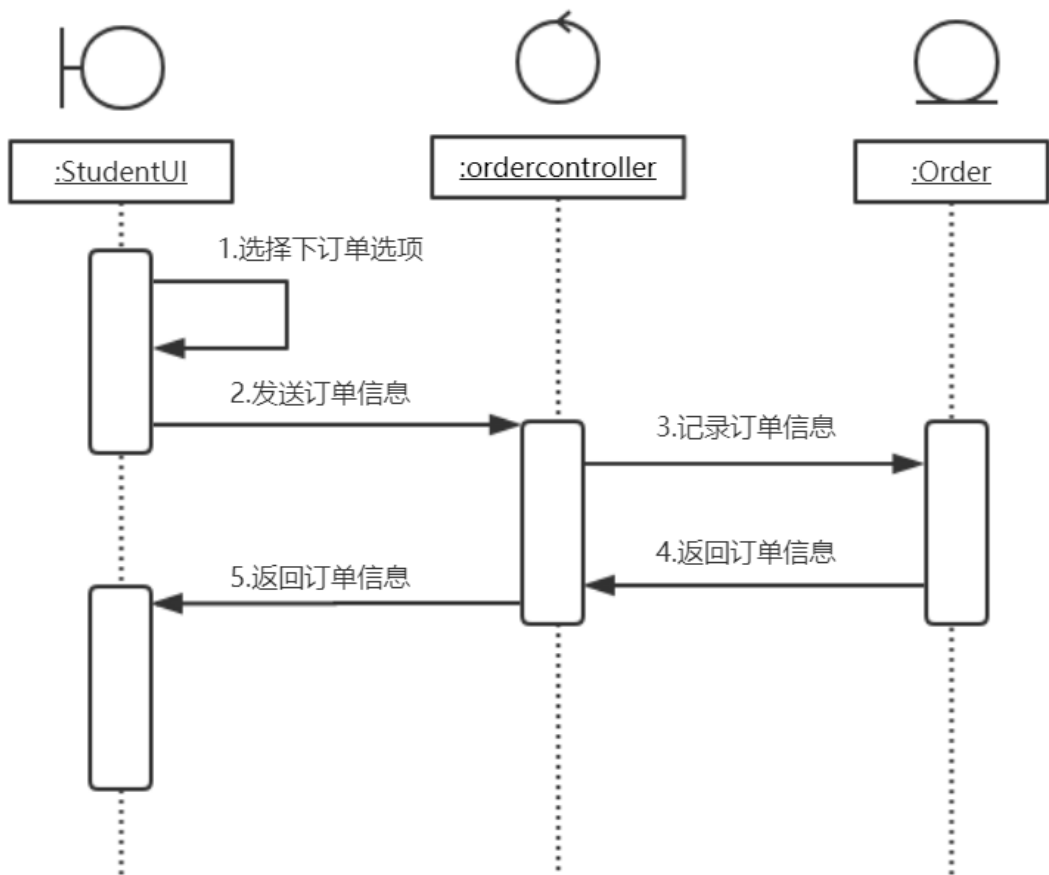 :StudentUI
:ordercontroller
:Order
1.选择下订单选项
2.发送订单信息
3.记录订单信息
4.返回订单信息
5.返回订单信息